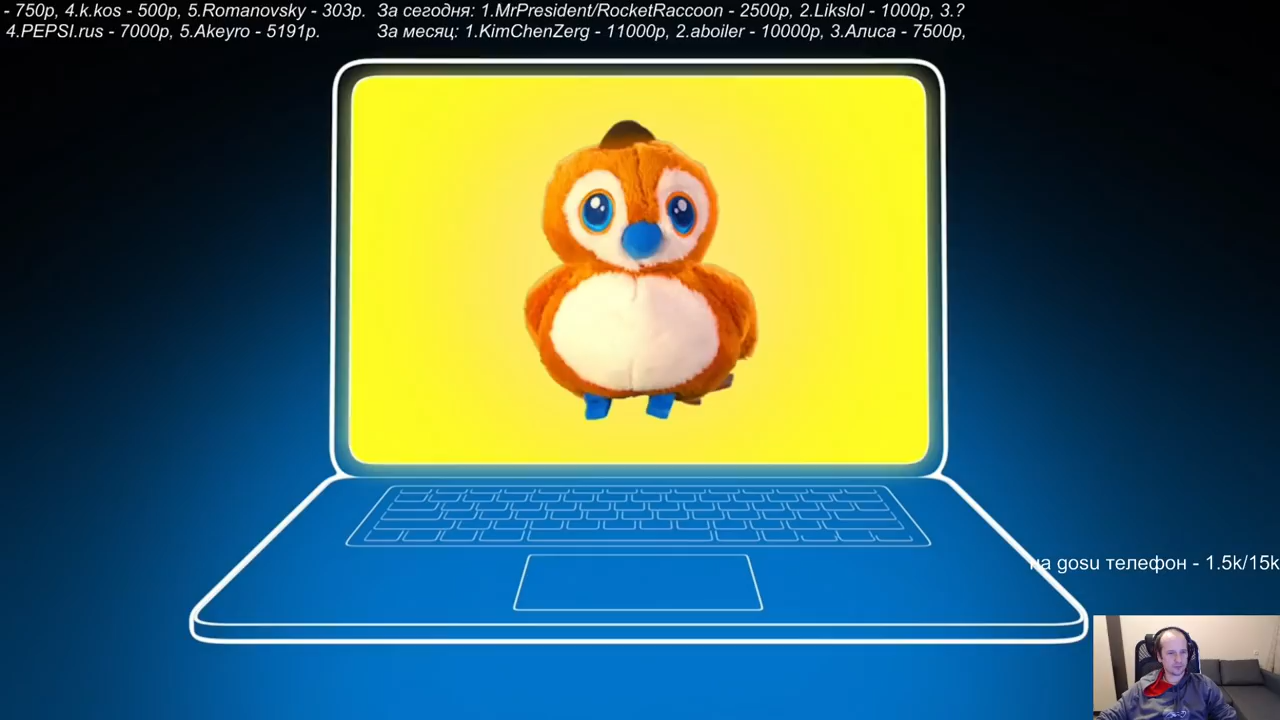 - 750р, 4.k.kos - 500р, 5.Romanovsky - 303р. За сегодня: 1.MrPresident/RocketRaccoon - 2500р, 2.Likslol - 1000р, 3.?
4.PEPSI.rus - 7000р, 5.Akeyro - 5191р. За месяц: 1.KimChenZerg - 11000р, 2.aboiler - 10000р, 3.Алиса - 7500р,
на gosu телефон - 1.5k/15k